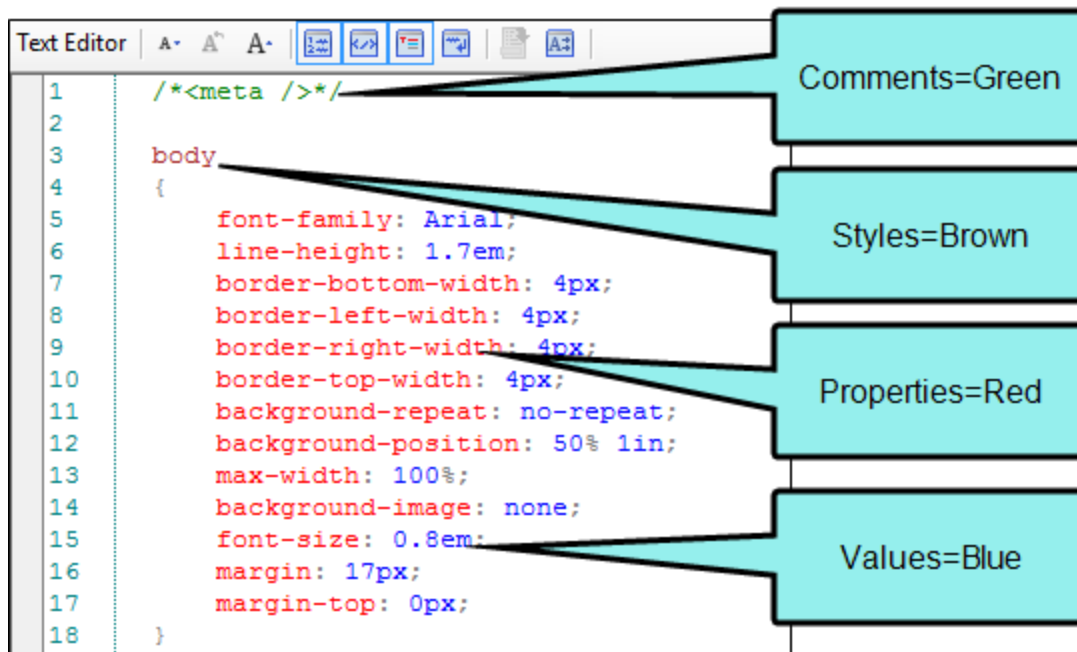 Text Editor A A A
1 /*<meta />*/
2
3 body
4 {
5 font-family: Arial;
6 line-height: 1.7em;
7 border-bottom-width: 4px;
8 border-left-width: 4px;
9 border-right-width: 4px;
10 border-top-width: 4px;
11 background-repeat: no-repeat;
12 background-position: 50% 1in;
13 max-width: 100%;
14 background-image: none;
15 font-size: 0.8em;
16 margin: 17px;
17 margin-top: 0px;
18 }
Comments=Green
Styles=Brown
Properties=Red
Values=Blue